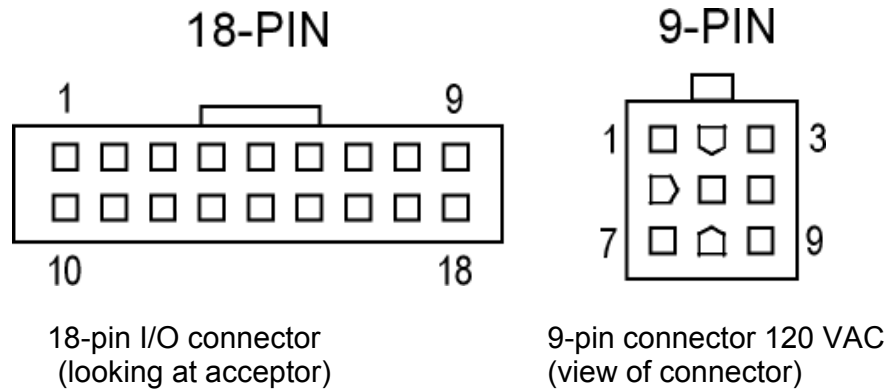 18-PIN
1 9
10 18
18-pin I/O connector
(looking at acceptor)
9-PIN
1 3
7 9
9-pin connector 120 VAC
(view of connector)